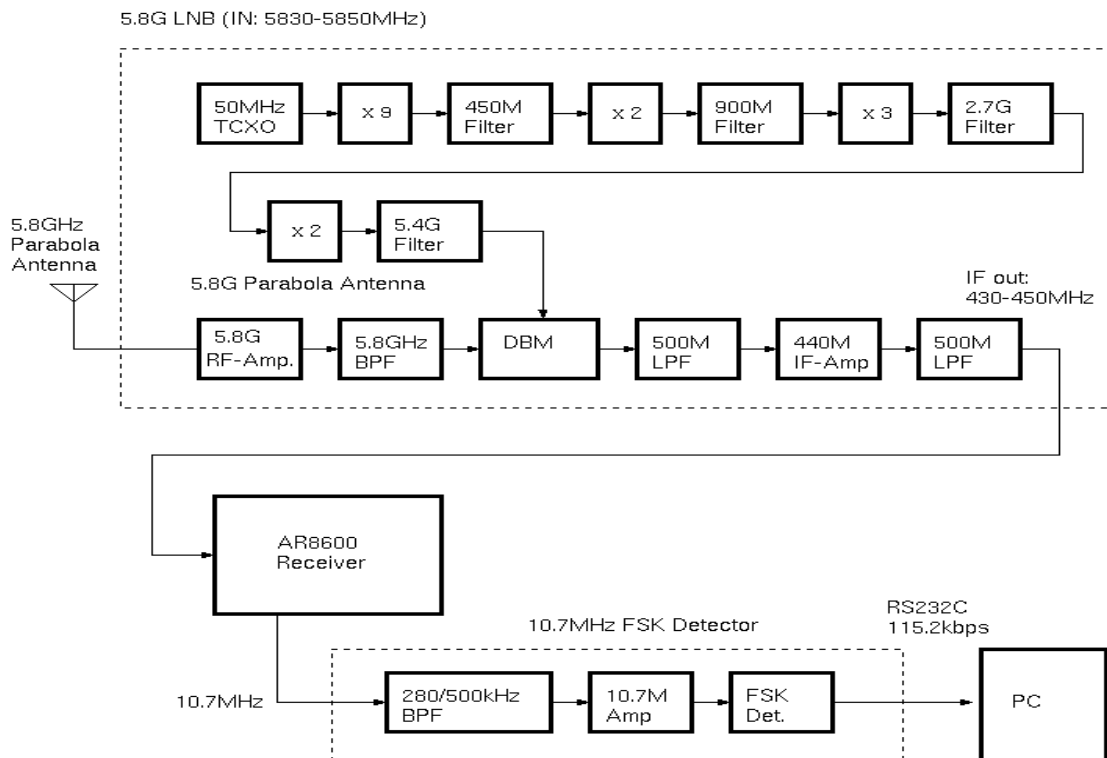 5.8G LNB (IN: 5830-5850MHz)
50MHz
TCXO
x 9
450M
Filter
x 2
900M
Filter
x 3
2.7G
Filter
5.8GHz
Parabola
Antenna
x 2
5.4G
Filter
5.8G Parabola Antenna
IF out:
430-450MHz
5.8G
RF-Amp.
5.8GHz
BPF
DBM
500M
LPF
440M
IF-Amp
500M
LPF
AR8600
Receiver
10.7MHz FSK Detector
RS232C
115.2kbps
10.7MHz
280/500kHz
BPF
10.7M
Amp
FSK
Det.
PC